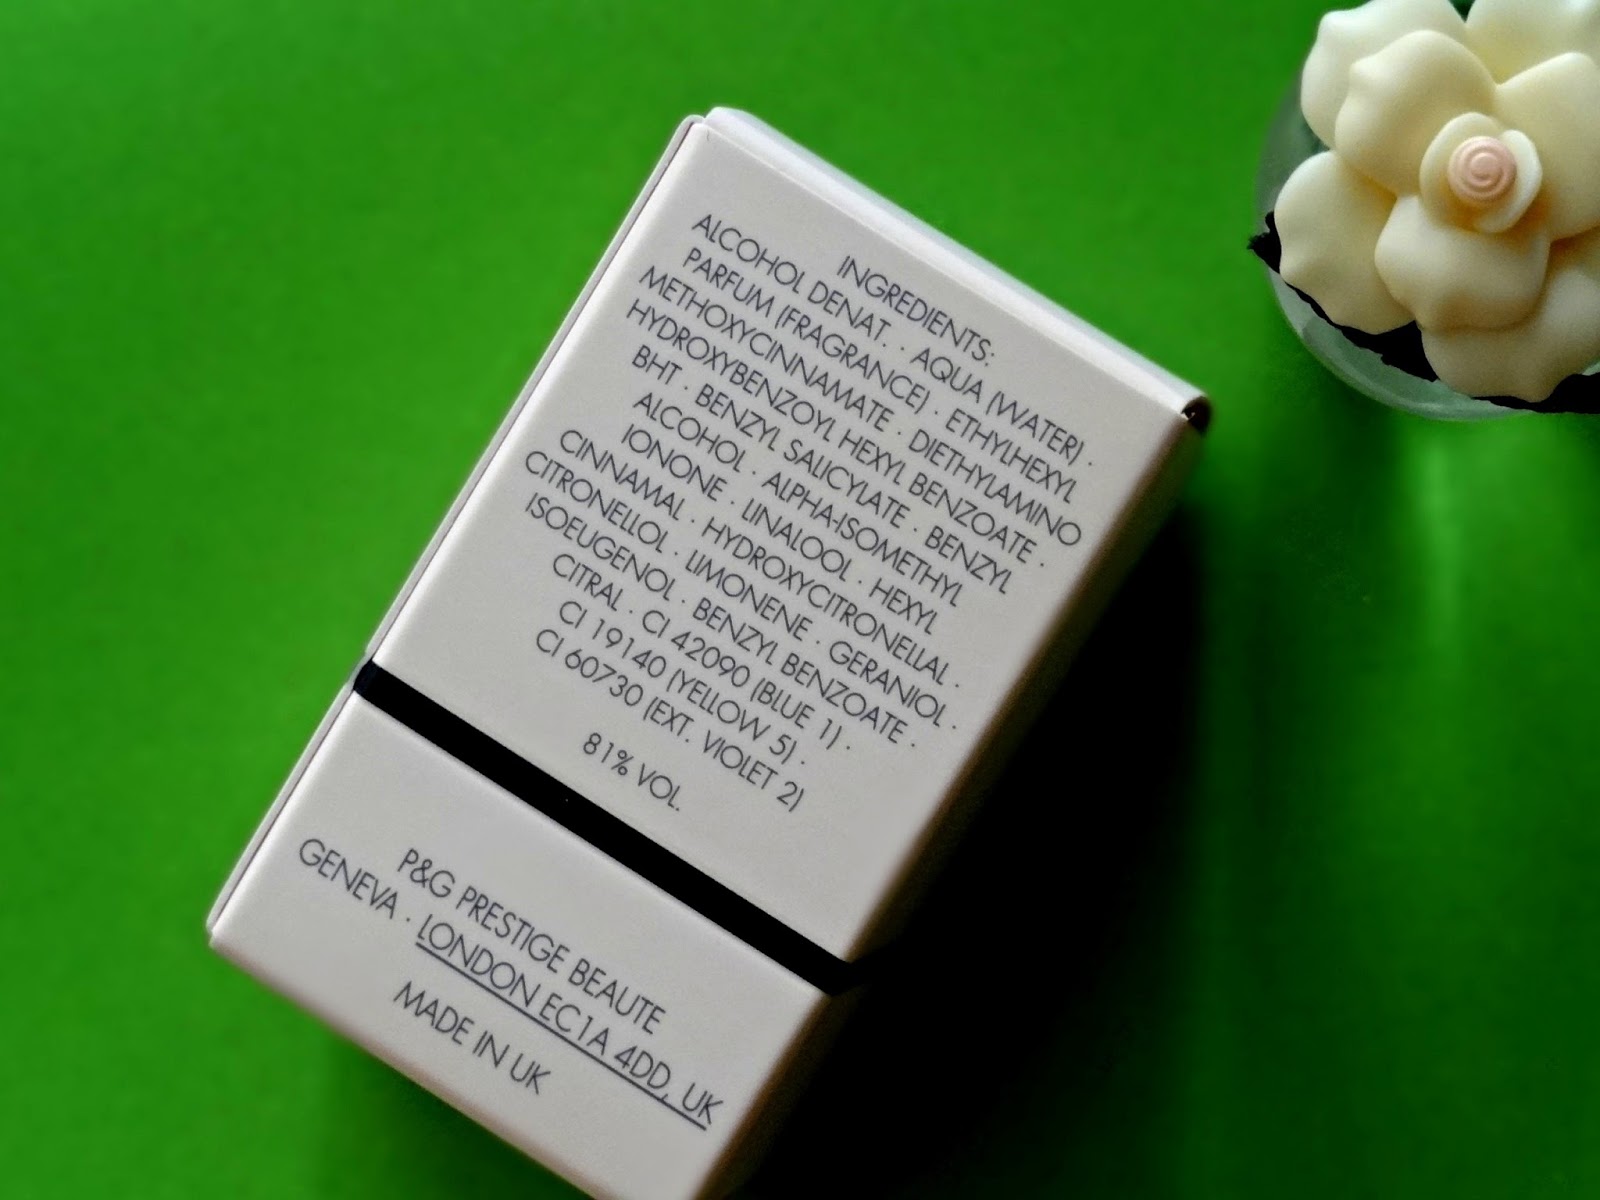 INGREDIENTS:
ALCOHOL DENAT. · AQUA (WATER) ·
PARFUM (FRAGRANCE) · ETHYLHEXYL
METHOXYCINNAMATE · DIETHYLAMINO
HYDROXYBENZOYL HEXYL BENZOATE ·
BHT · BENZYL SALICYLATE · BENZYL
ALCOHOL · ALPHA-ISOMETHYL
IONONE · LINALOOL · HEXYL
CINNAMAL · HYDROXYCITRONELLAL ·
CITRONELLOL · LIMONENE · GERANIOL ·
ISOEUGENOL · BENZYL BENZOATE ·
CITRAL · CI 42090 (BLUE 1) ·
CI 19140 (YELLOW 5) ·
CI 60730 (EXT. VIOLET 2)
81% VOL.
P&G PRESTIGE BEAUTE
GENEVA · LONDON EC1A 4DD, UK
MADE IN UK